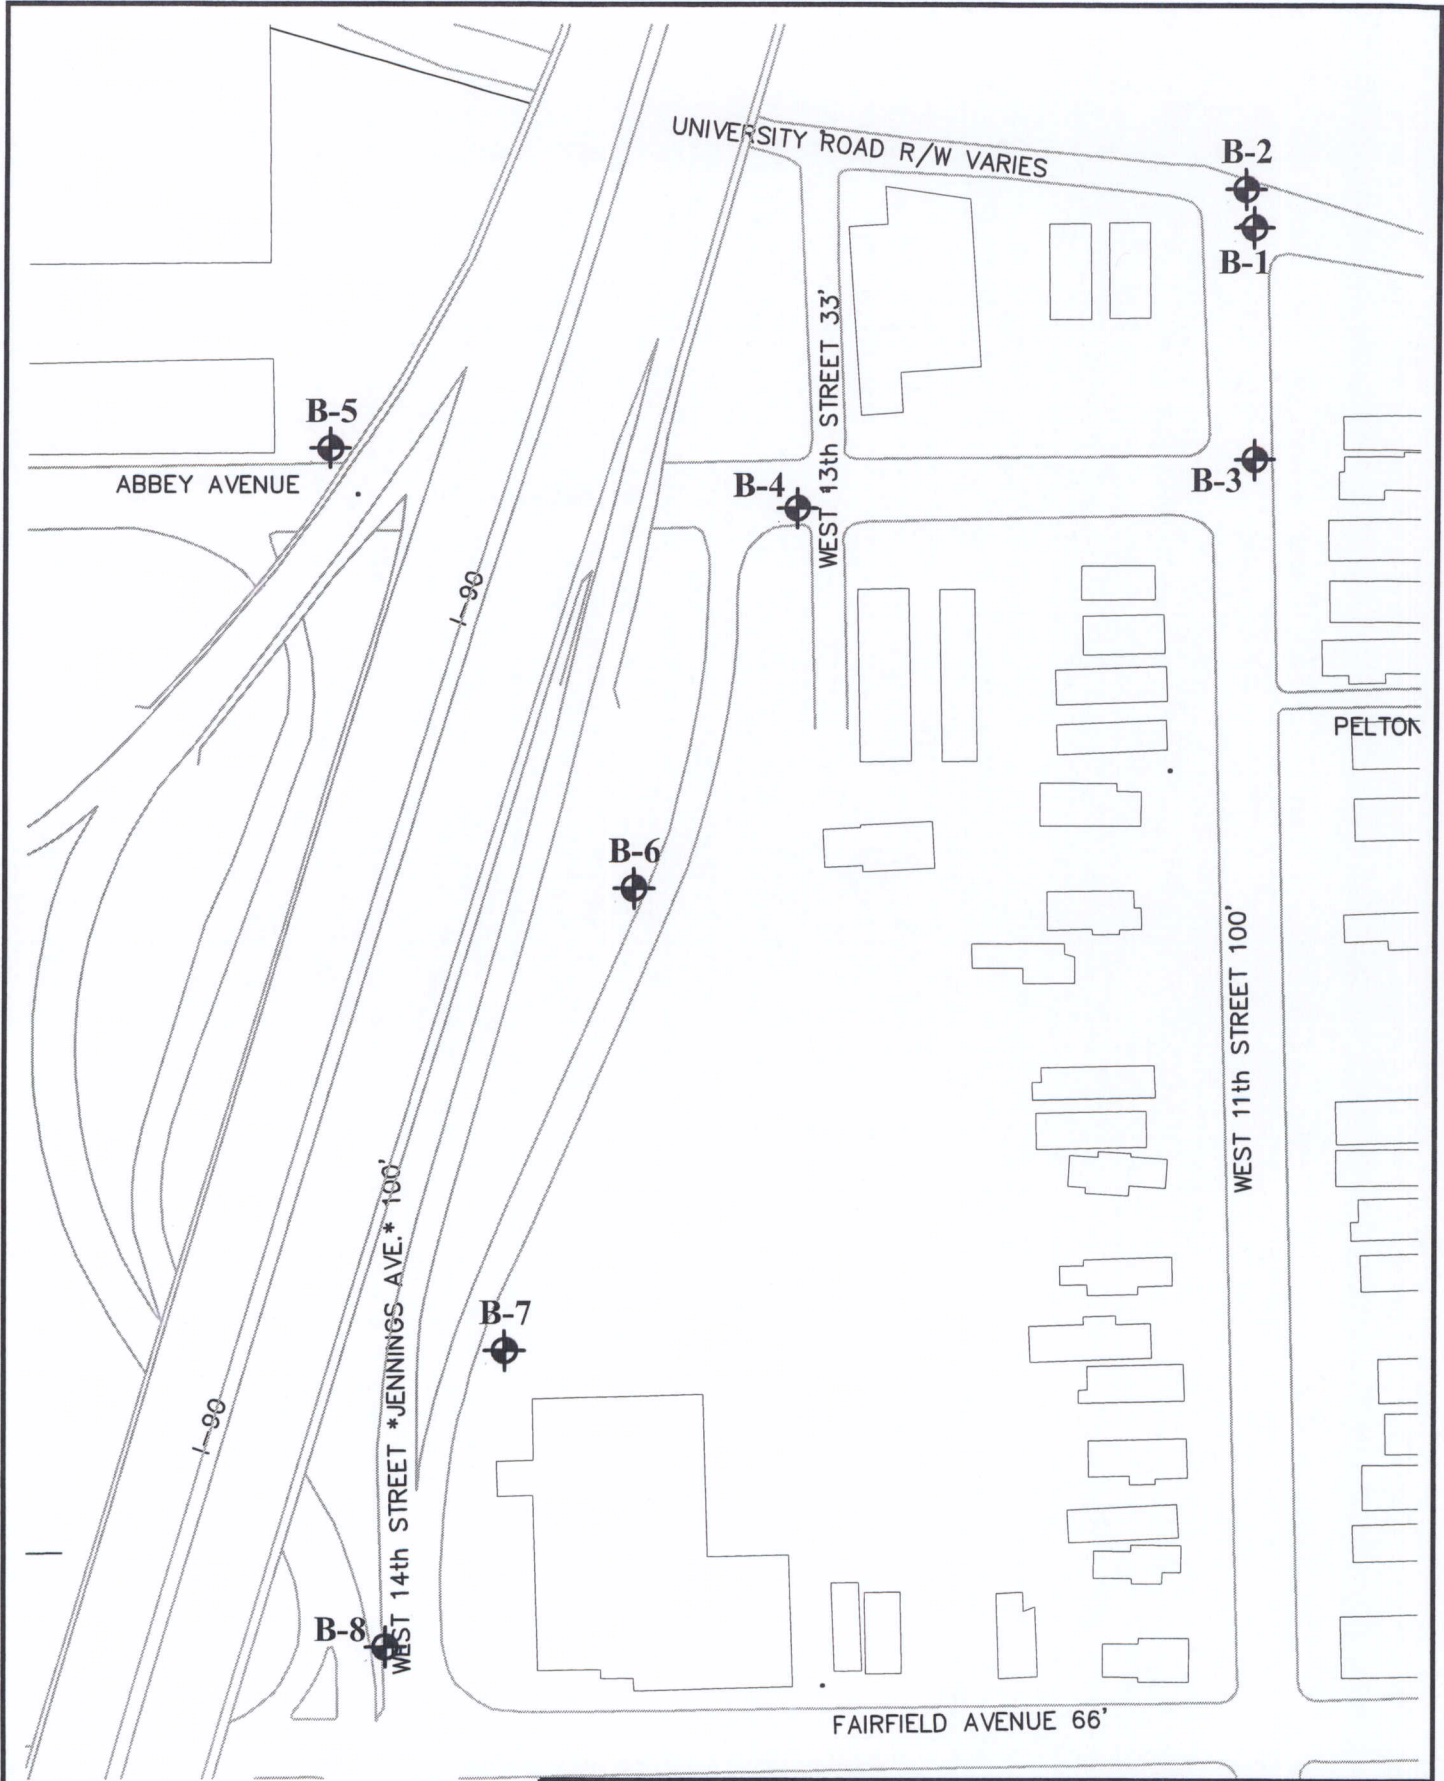 UNIVERSITY ROAD R/W VARIES
B-2
B-1
WEST 13th STREET 33'
B-5
ABBEY AVENUE
B-4
B-3
I-90
PELTON
B-6
WEST 11th STREET 100'
WEST 14th STREET *JENNINGS AVE.* 100'
B-7
I-90
B-8
FAIRFIELD AVENUE 66'